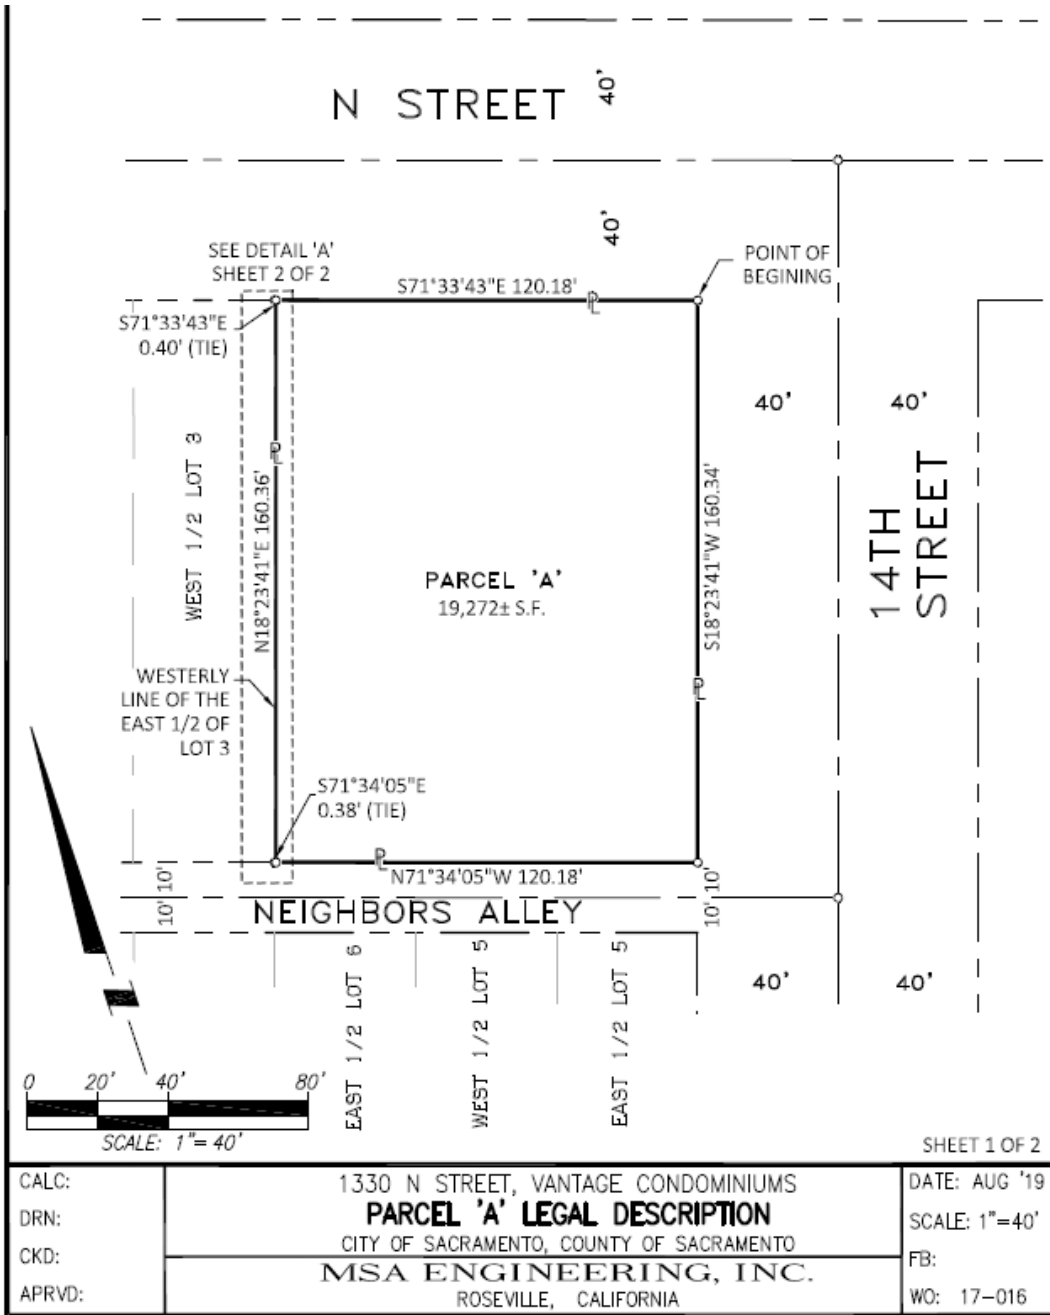 N STREET
40'
40'
SEE DETAIL 'A'
SHEET 2 OF 2
POINT OF
BEGINING
S71°33'43"E 120.18'
PL
S71°33'43"E
0.40' (TIE)
40'
40'
WEST 1/2 LOT 3
PL
N18°23'41"E 160.36'
S18°23'41"W 160.34'
PL
14TH
STREET
PARCEL 'A'
19,272± S.F.
WESTERLY
LINE OF THE
EAST 1/2 OF
LOT 3
S71°34'05"E
0.38' (TIE)
PL
N71°34'05"W 120.18'
10' 10'
10' 10'
NEIGHBORS ALLEY
EAST 1/2 LOT 6
WEST 1/2 LOT 5
EAST 1/2 LOT 5
40'
40'
0 20' 40' 80'
SCALE: 1"= 40'
SHEET 1 OF 2
CALC:
DRN:
CKD:
APRVD:
1330 N STREET, VANTAGE CONDOMINIUMS
PARCEL 'A' LEGAL DESCRIPTION
CITY OF SACRAMENTO, COUNTY OF SACRAMENTO
MSA ENGINEERING, INC.
ROSEVILLE, CALIFORNIA
DATE: AUG '19
SCALE: 1"=40'
FB:
WO: 17-016